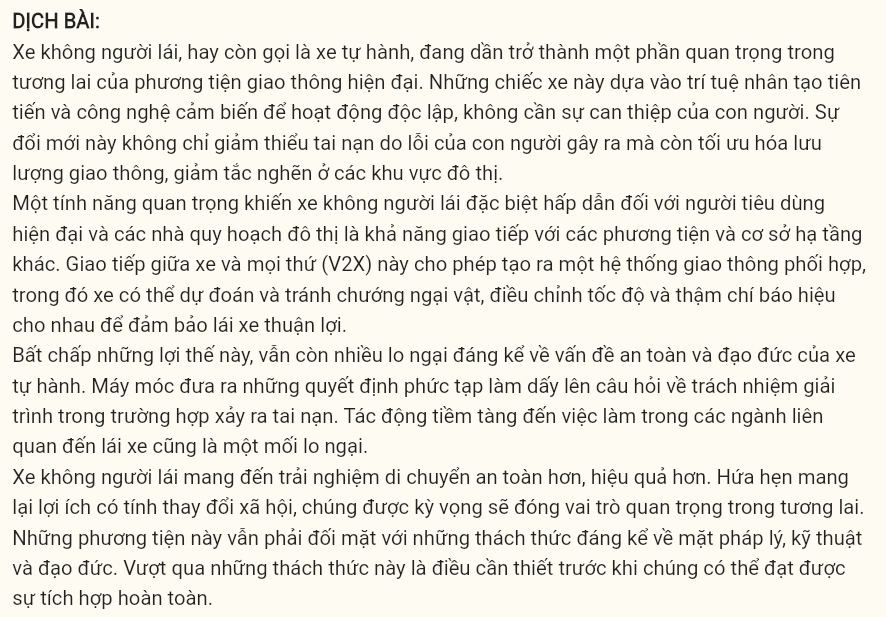 DỊCH BÀI:
Xe không người lái, hay còn gọi là xe tự hành, đang dần trở thành một phần quan trọng trong
tương lai của phương tiện giao thông hiện đại. Những chiếc xe này dựa vào trí tuệ nhân tạo tiên
tiến và công nghệ cảm biến để hoạt động độc lập, không cần sự can thiệp của con người. Sự
đổi mới này không chỉ giảm thiểu tai nạn do lỗi của con người gây ra mà còn tối ưu hóa lưu
lượng giao thông, giảm tắc nghẽn ở các khu vực đô thị.
Một tính năng quan trọng khiến xe không người lái đặc biệt hấp dẫn đối với người tiêu dùng
hiện đại và các nhà quy hoạch đô thị là khả năng giao tiếp với các phương tiện và cơ sở hạ tầng
khác. Giao tiếp giữa xe và mọi thứ (V2X) này cho phép tạo ra một hệ thống giao thông phối hợp,
trong đó xe có thể dự đoán và tránh chướng ngại vật, điều chỉnh tốc độ và thậm chí báo hiệu
cho nhau để đảm bảo lái xe thuận lợi.
Bất chấp những lợi thế này, vẫn còn nhiều lo ngại đáng kể về vấn đề an toàn và đạo đức của xe
tự hành. Máy móc đưa ra những quyết định phức tạp làm dấy lên câu hỏi về trách nhiệm giải
trình trong trường hợp xảy ra tai nạn. Tác động tiềm tàng đến việc làm trong các ngành liên
quan đến lái xe cũng là một mối lo ngại.
Xe không người lái mang đến trải nghiệm di chuyển an toàn hơn, hiệu quả hơn. Hứa hẹn mang
lại lợi ích có tính thay đổi xã hội, chúng được kỳ vọng sẽ đóng vai trò quan trọng trong tương lai.
Những phương tiện này vẫn phải đối mặt với những thách thức đáng kể về mặt pháp lý, kỹ thuật
và đạo đức. Vượt qua những thách thức này là điều cần thiết trước khi chúng có thể đạt được
sự tích hợp hoàn toàn.